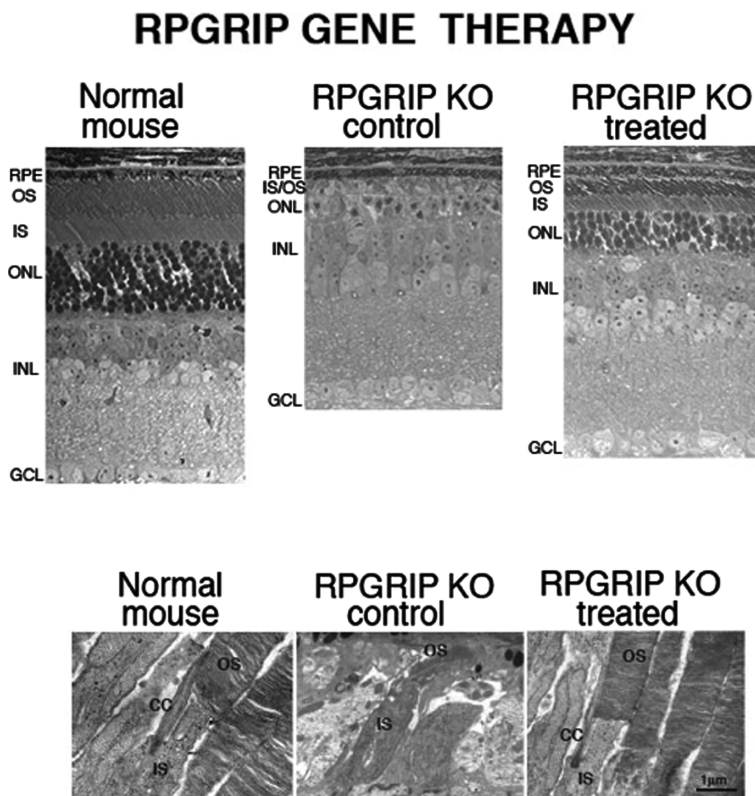 RPGRIP GENE THERAPY
Normal
mouse
RPE
OS
IS
ONL
INL
GCL
RPGRIP KO
control
RPE
IS/OS
ONL
INL
GCL
RPGRIP KO
treated
RPE
OS
IS
ONL
INL
GCL
Normal
mouse
OS
CC
IS
RPGRIP KO
control
OS
IS
RPGRIP KO
treated
OS
CC
IS
1µm